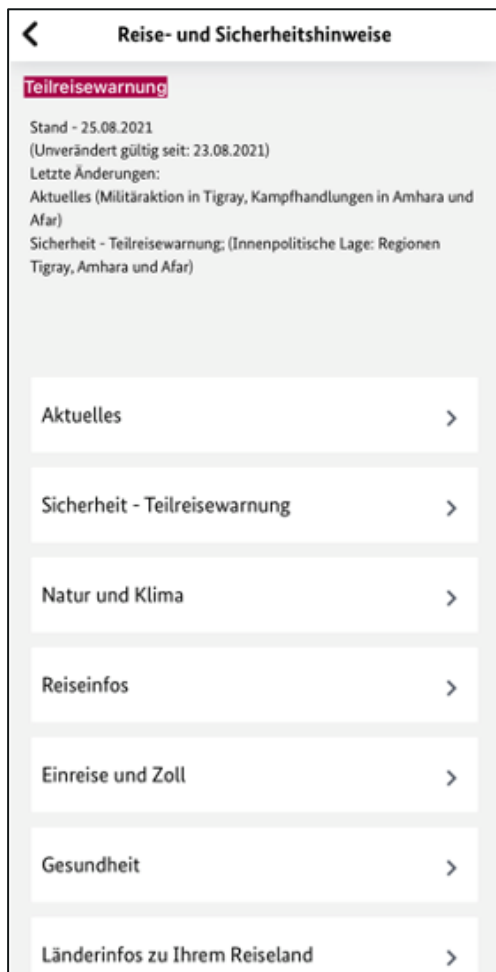 Reise- und Sicherheitshinweise
Teilreisewarnung
Stand - 25.08.2021
(Unverändert gültig seit: 23.08.2021)
Letzte Änderungen:
Aktuelles (Militäraktion in Tigray, Kampfhandlungen in Amhara und
Afar)
Sicherheit - Teilreisewarnung; (Innenpolitische Lage: Regionen
Tigray, Amhara und Afar)
Aktuelles
Sicherheit - Teilreisewarnung
Natur und Klima
Reiseinfos
Einreise und Zoll
Gesundheit
Länderinfos zu Ihrem Reiseland